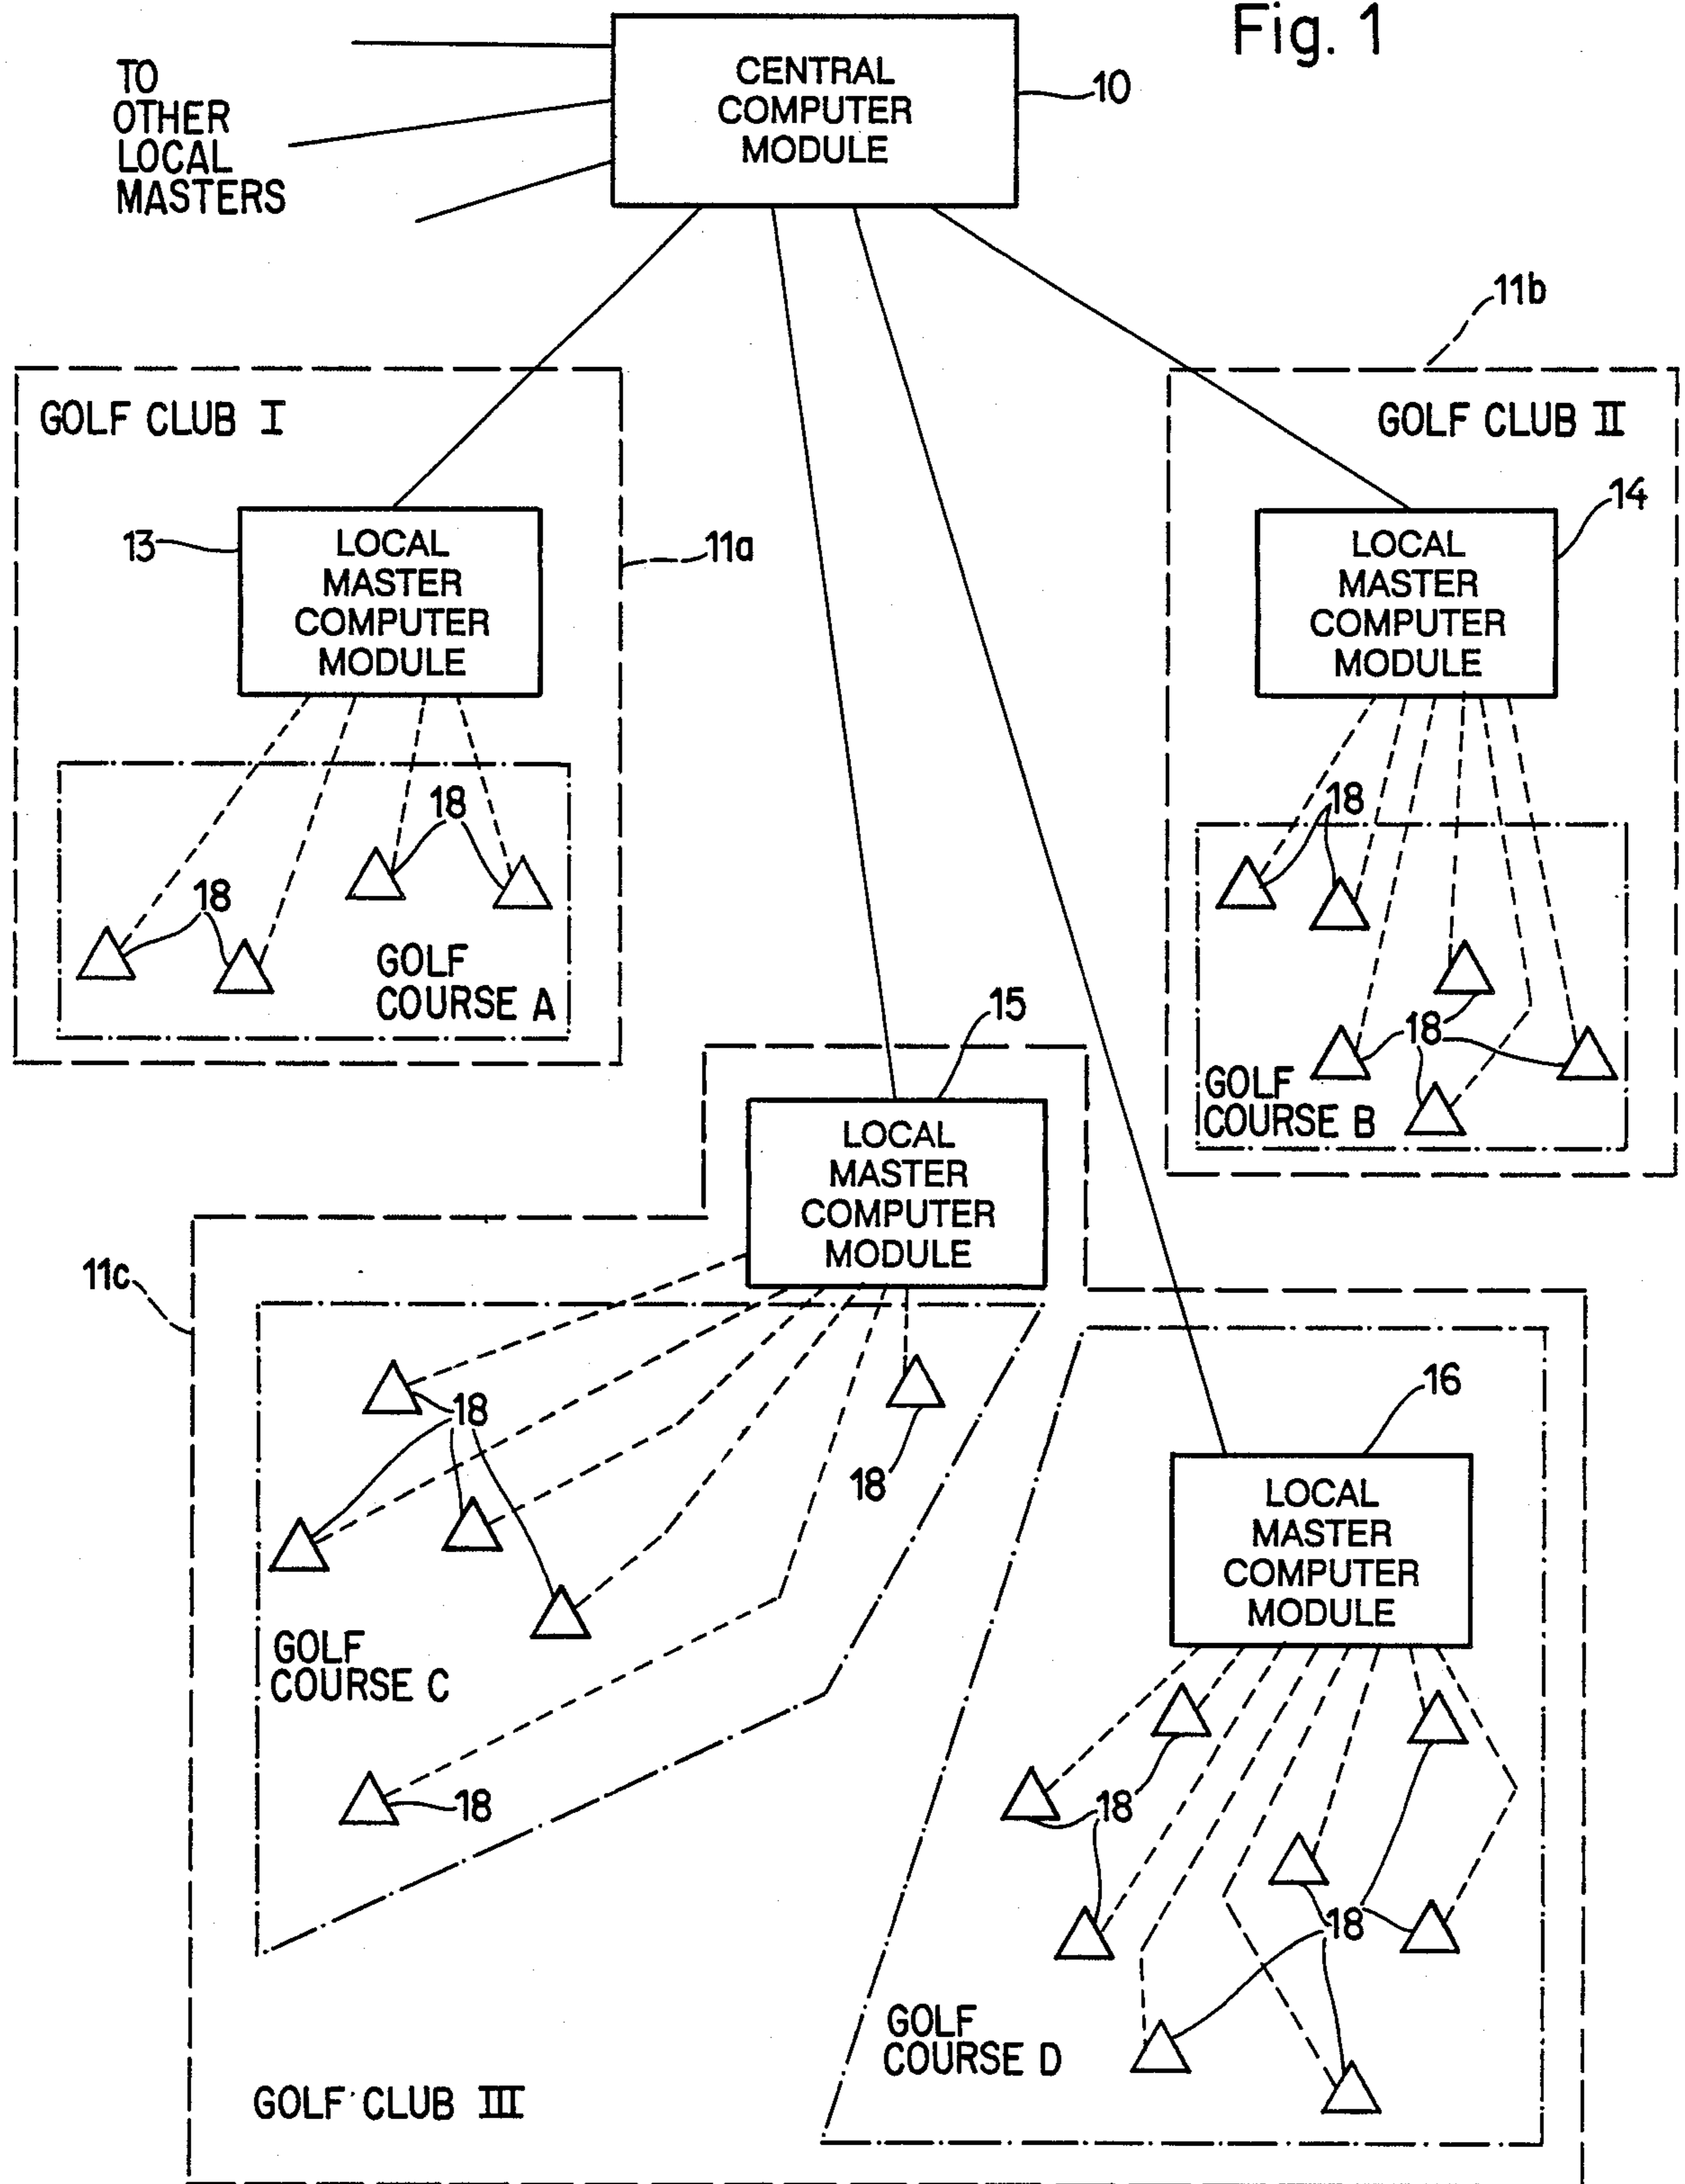 Fig. 1
TO
OTHER
LOCAL
MASTERS
CENTRAL
COMPUTER
MODULE
10
11b
GOLF CLUB I
GOLF CLUB II
13
LOCAL
MASTER
COMPUTER
MODULE
11a
14
LOCAL
MASTER
COMPUTER
MODULE
18
18
GOLF
COURSE A
18
18
GOLF
COURSE B
15
LOCAL
MASTER
COMPUTER
MODULE
11c
18
18
GOLF
COURSE C
18
16
LOCAL
MASTER
COMPUTER
MODULE
18
18
GOLF
COURSE D
GOLF CLUB III